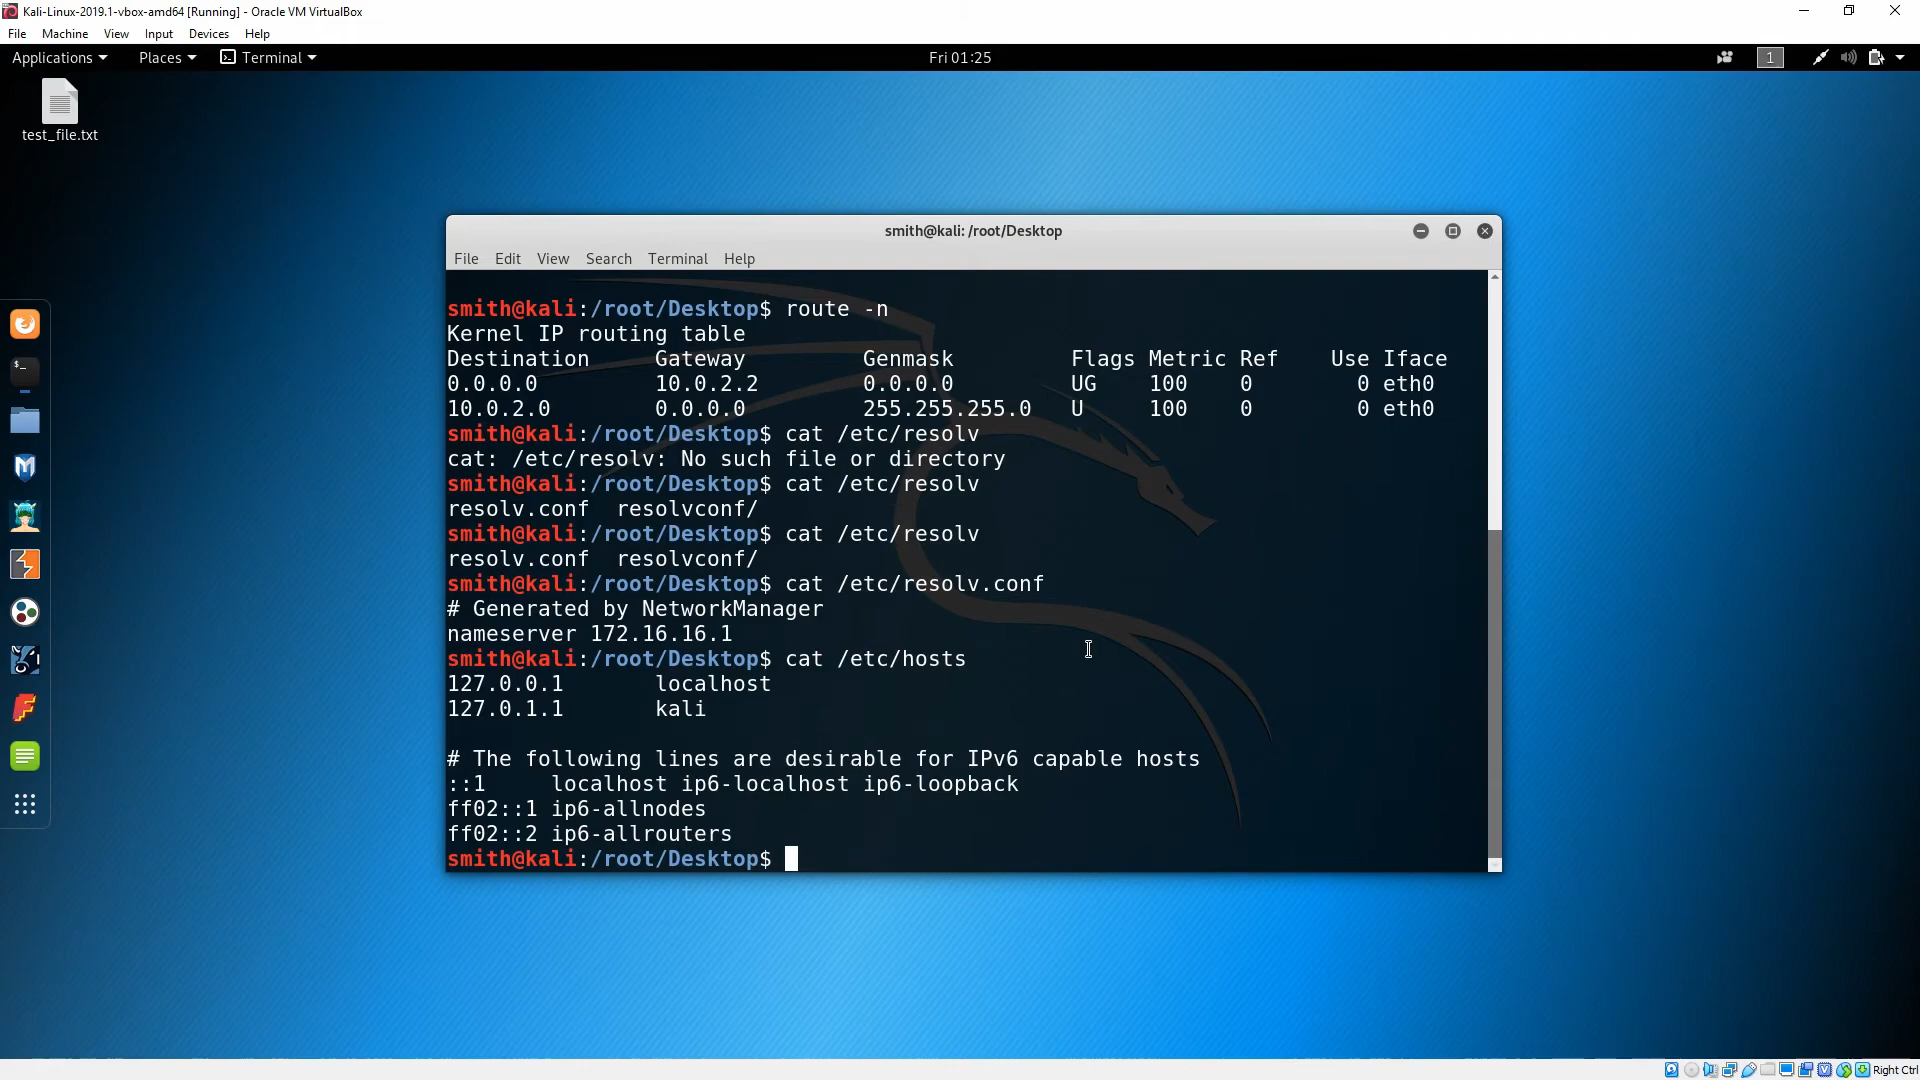 Kali-Linux-2019.1-vbox-amd64 [Running] - Oracle VM VirtualBox
File Machine View Input Devices Help
Applications Places Terminal Fri 01:25 1
test_file.txt
smith@kali: /root/Desktop
File Edit View Search Terminal Help
smith@kali:/root/Desktop$ route -n
Kernel IP routing table
Destination Gateway Genmask Flags Metric Ref Use Iface
0.0.0.0 10.0.2.2 0.0.0.0 UG 100 0 0 eth0
10.0.2.0 0.0.0.0 255.255.255.0 U 100 0 0 eth0
smith@kali:/root/Desktop$ cat /etc/resolv
cat: /etc/resolv: No such file or directory
smith@kali:/root/Desktop$ cat /etc/resolv
resolv.conf resolvconf/
smith@kali:/root/Desktop$ cat /etc/resolv
resolv.conf resolvconf/
smith@kali:/root/Desktop$ cat /etc/resolv.conf
# Generated by NetworkManager
nameserver 172.16.16.1
smith@kali:/root/Desktop$ cat /etc/hosts
127.0.0.1 localhost
127.0.1.1 kali
# The following lines are desirable for IPv6 capable hosts
::1 localhost ip6-localhost ip6-loopback
ff02::1 ip6-allnodes
ff02::2 ip6-allrouters
smith@kali:/root/Desktop$
Right Ctrl